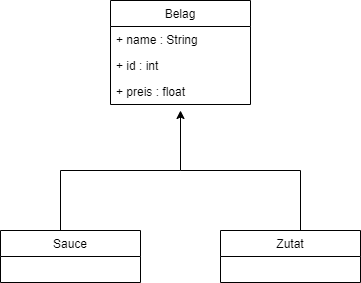 Belag
+ name : String
+ id : int
+ preis : float
Sauce
Zutat